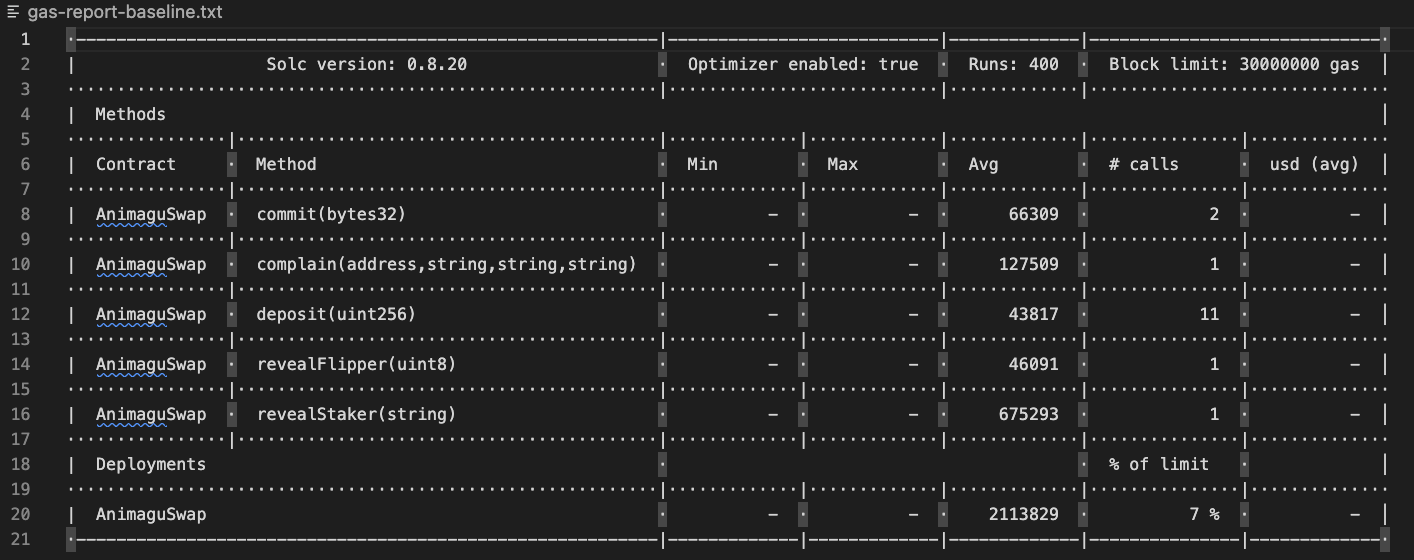 gas-report-baseline.txt
1 ·---------------------------------------------------------|----------------------------|-------------|-----------------------------·
2 | Solc version: 0.8.20 · Optimizer enabled: true · Runs: 400 · Block limit: 30000000 gas |
3 ··························································|····························|·············|······························
4 | Methods |
5 ················|·········································|·············|··············|·············|···············|··············
6 | Contract · Method · Min · Max · Avg · # calls · usd (avg) |
7 ················|·········································|·············|··············|·············|···············|··············
8 | AnimaguSwap · commit(bytes32) · - · - · 66309 · 2 · - |
9 ················|·········································|·············|··············|·············|···············|··············
10 | AnimaguSwap · complain(address,string,string,string) · - · - · 127509 · 1 · - |
11 ················|·········································|·············|··············|·············|···············|··············
12 | AnimaguSwap · deposit(uint256) · - · - · 43817 · 11 · - |
13 ················|·········································|·············|··············|·············|···············|··············
14 | AnimaguSwap · revealFlipper(uint8) · - · - · 46091 · 1 · - |
15 ················|·········································|·············|··············|·············|···············|··············
16 | AnimaguSwap · revealStaker(string) · - · - · 675293 · 1 · - |
17 ················|·········································|·············|··············|·············|···············|··············
18 | Deployments · · % of limit · |
19 ··························································|·············|··············|·············|···············|··············
20 | AnimaguSwap · - · - · 2113829 · 7 % · - |
21 ·---------------------------------------------------------|-------------|--------------|-------------|---------------|-------------·